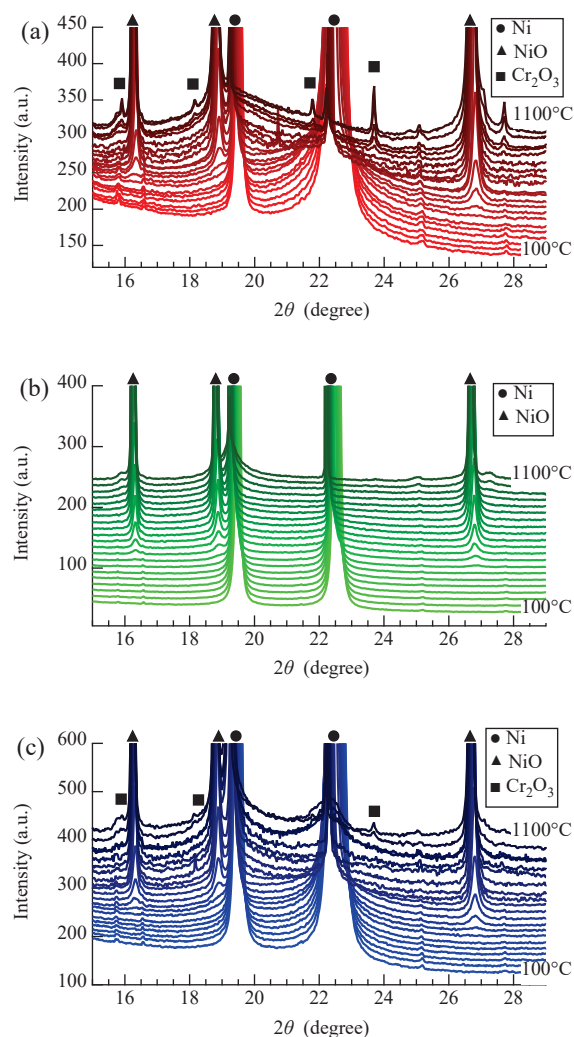 (a)
450
400
350
300
250
200
150
Intensity (a.u.)
● Ni
▲ NiO
■ Cr₂O₃
1100°C
100°C
16 18 20 22 24 26 28
2θ (degree)
(b)
400
300
200
100
Intensity (a.u.)
● Ni
▲ NiO
1100°C
100°C
16 18 20 22 24 26 28
2θ (degree)
(c)
600
500
400
300
200
100
Intensity (a.u.)
● Ni
▲ NiO
■ Cr₂O₃
1100°C
100°C
16 18 20 22 24 26 28
2θ (degree)